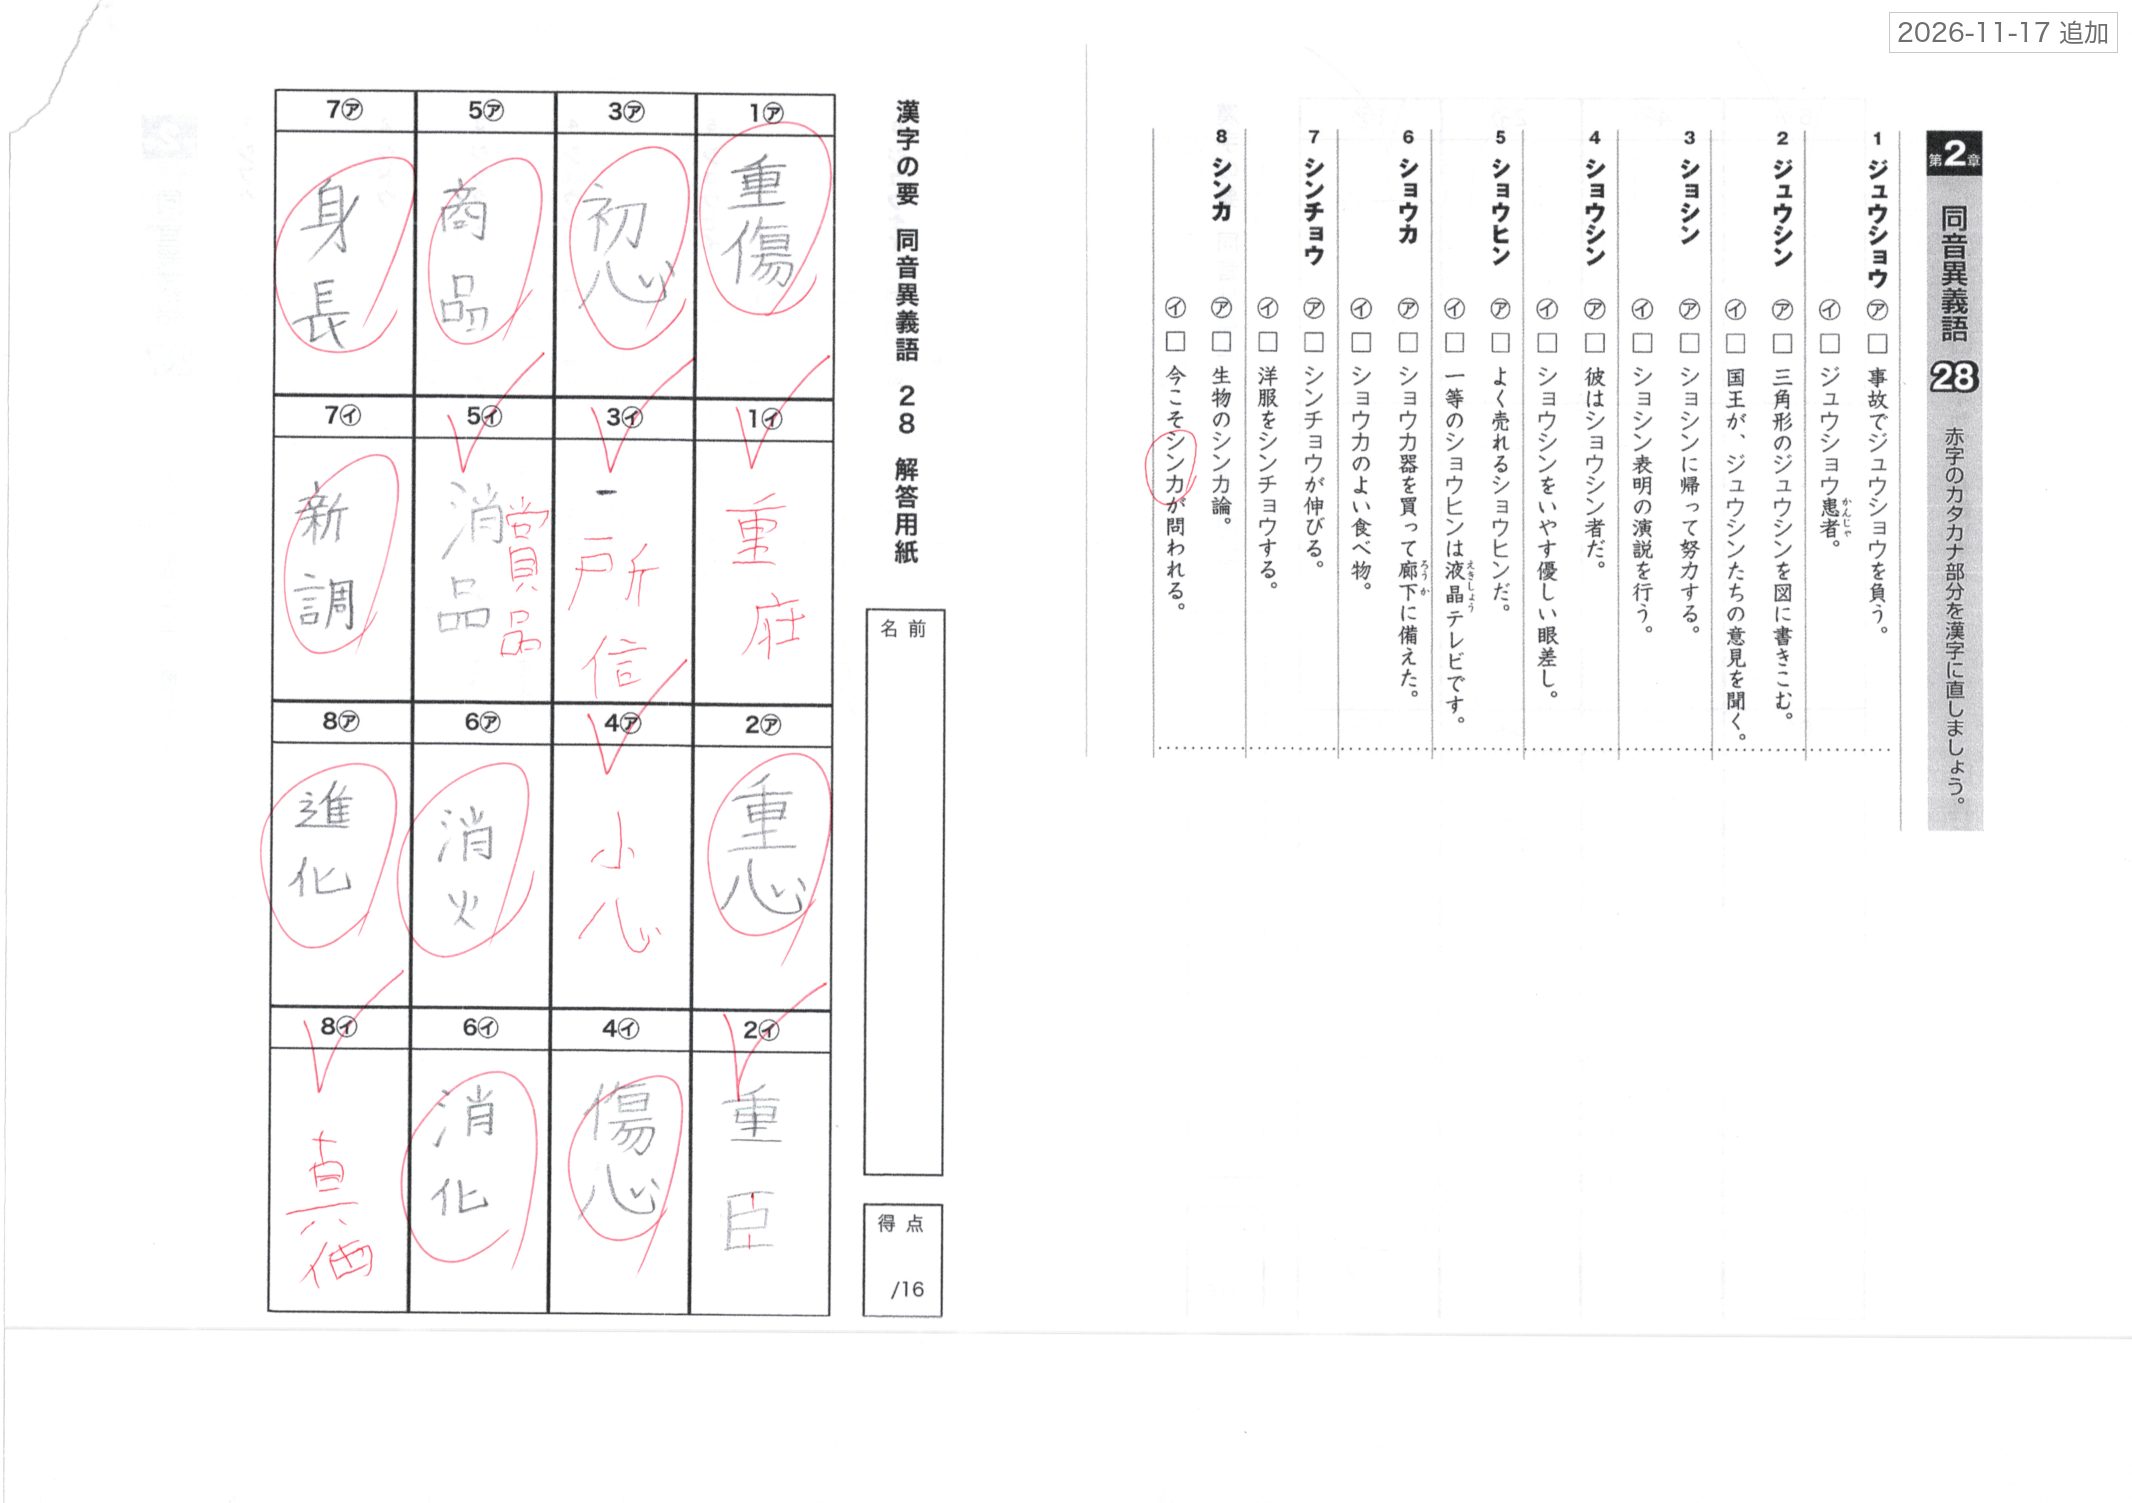 2026-11-17 追加
第2章 同音異義語 28 赤字のカタカナ部分を漢字に直しましょう。
1 ジュウショウ
㋐ □ 事故でジュウショウを負う。
㋑ □ ジュウショウ患者。
かんじゃ
2 ジュウシン
㋐ □ 三角形のジュウシンを図に書きこむ。
㋑ □ 国王が、ジュウシンたちの意見を聞く。
3 ショシン
㋐ □ ショシンに帰って努力する。
㋑ □ ショシン表明の演説を行う。
4 ショウシン
㋐ □ 彼はショウシン者だ。
㋑ □ ショウシンをいやす優しい眼差し。
5 ショウヒン
㋐ □ よく売れるショウヒンだ。
㋑ □ 一等のショウヒンは液晶テレビです。
えきしょう
6 ショウカ
㋐ □ ショウカ器を買って廊下に備えた。
ろうか
㋑ □ ショウカのよい食べ物。
7 シンチョウ
㋐ □ シンチョウが伸びる。
㋑ □ 洋服をシンチョウする。
8 シンカ
㋐ □ 生物のシンカ論。
㋑ □ 今こそシンカが問われる。
漢字の要 同音異義語 28 解答用紙
名前
得点
/16
1㋐
重傷
1㋑
重
2㋐
重心
2㋑
重臣
3㋐
初心
3㋑
所信
4㋐
小心
4㋑
傷心
5㋐
商品
5㋑
消品
賞品
6㋐
消火
6㋑
消化
7㋐
身長
7㋑
新調
8㋐
進化
8㋑
真価